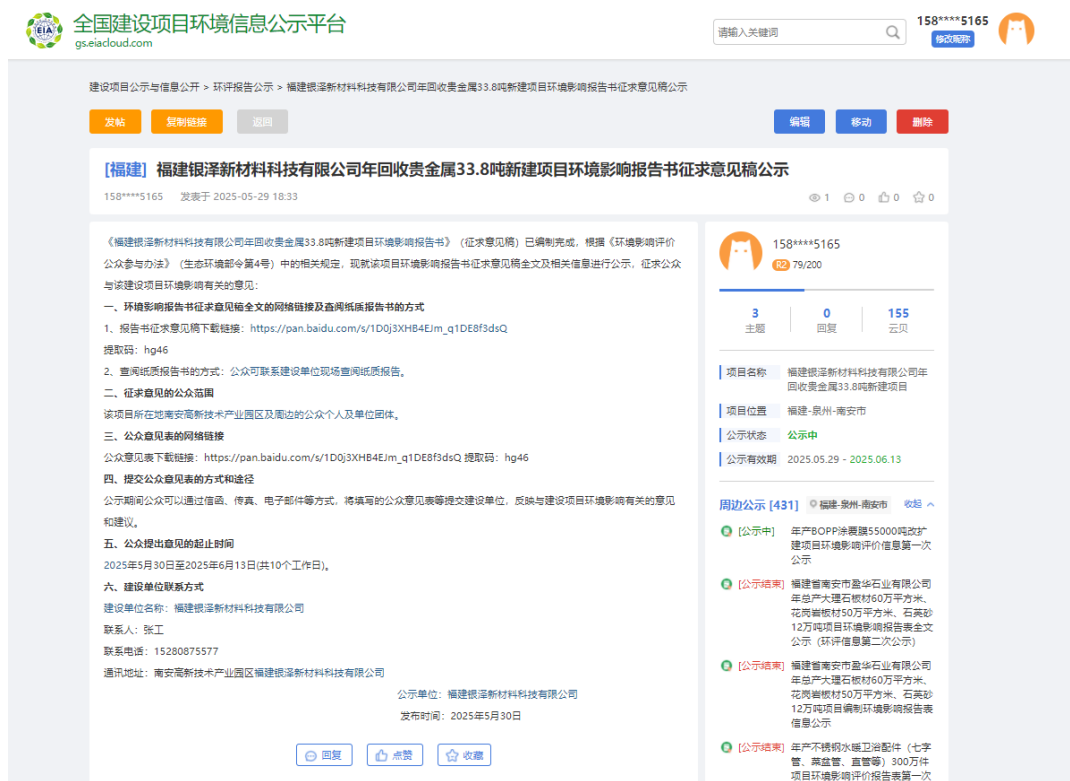 全国建设项目环境信息公示平台
gs.eiacloud.com
请输入关键词
158****5165
修改昵称
建设项目公示与信息公开 > 环评报告公示 > 福建银泽新材料科技有限公司年回收贵金属33.8吨新建项目环境影响报告书征求意见稿公示
发帖
复制链接
返回
编辑
移动
删除
[福建] 福建银泽新材料科技有限公司年回收贵金属33.8吨新建项目环境影响报告书征求意见稿公示
158****5165 发表于 2025-05-29 18:33
1 0 0 0
《福建银泽新材料科技有限公司年回收贵金属33.8吨新建项目环境影响报告书》（征求意见稿）已编制完成，根据《环境影响评价
公众参与办法》（生态环境部令第4号）中的相关规定，现就该项目环境影响报告书征求意见稿全文及相关信息进行公示，征求公众
与该建设项目环境影响有关的意见：
一、环境影响报告书征求意见稿全文的网络链接及查阅纸质报告书的方式
1、报告书征求意见稿下载链接：https://pan.baidu.com/s/1D0j3XHB4EJm_q1DE8f3dsQ
提取码：hg46
2、查阅纸质报告书的方式：公众可联系建设单位现场查阅纸质报告。
二、征求意见的公众范围
该项目所在地南安高新技术产业园区及周边的公众个人及单位团体。
三、公众意见表的网络链接
公众意见表下载链接：https://pan.baidu.com/s/1D0j3XHB4EJm_q1DE8f3dsQ 提取码：hg46
四、提交公众意见表的方式和途径
公示期间公众可以通过信函、传真、电子邮件等方式，将填写的公众意见表等提交建设单位，反映与建设项目环境影响有关的意见
和建议。
五、公众提出意见的起止时间
2025年5月30日至2025年6月13日(共10个工作日)。
六、建设单位联系方式
建设单位名称：福建银泽新材料科技有限公司
联系人：张工
联系电话：15280875577
通讯地址：南安高新技术产业园区福建银泽新材料科技有限公司
公示单位：福建银泽新材料科技有限公司
发布时间：2025年5月30日
回复
点赞
收藏
158****5165
R2 79/200
3 0 155
主题 回复 云贝
项目名称 福建银泽新材料科技有限公司年
回收贵金属33.8吨新建项目
项目位置 福建-泉州-南安市
公示状态 公示中
公示有效期 2025.05.29 - 2025.06.13
周边公示 [431] 福建-泉州-南安市 收起
[公示中] 年产BOPP涂覆膜55000吨改扩
建项目环境影响评价信息第一次
公示
[公示结束] 福建省南安市盈华石业有限公司
年总产大理石板材60万平方米、
花岗岩板材50万平方米、石英砂
12万吨项目环境影响报告表全文
公示（环评信息第二次公示）
[公示结束] 福建省南安市盈华石业有限公司
年总产大理石板材60万平方米、
花岗岩板材50万平方米、石英砂
12万吨项目编制环境影响报告表
信息公示
[公示结束] 年产不锈钢水暖卫浴配件（七字
管、菜盆管、直管等）300万件
项目环境影响评价报告表第一次